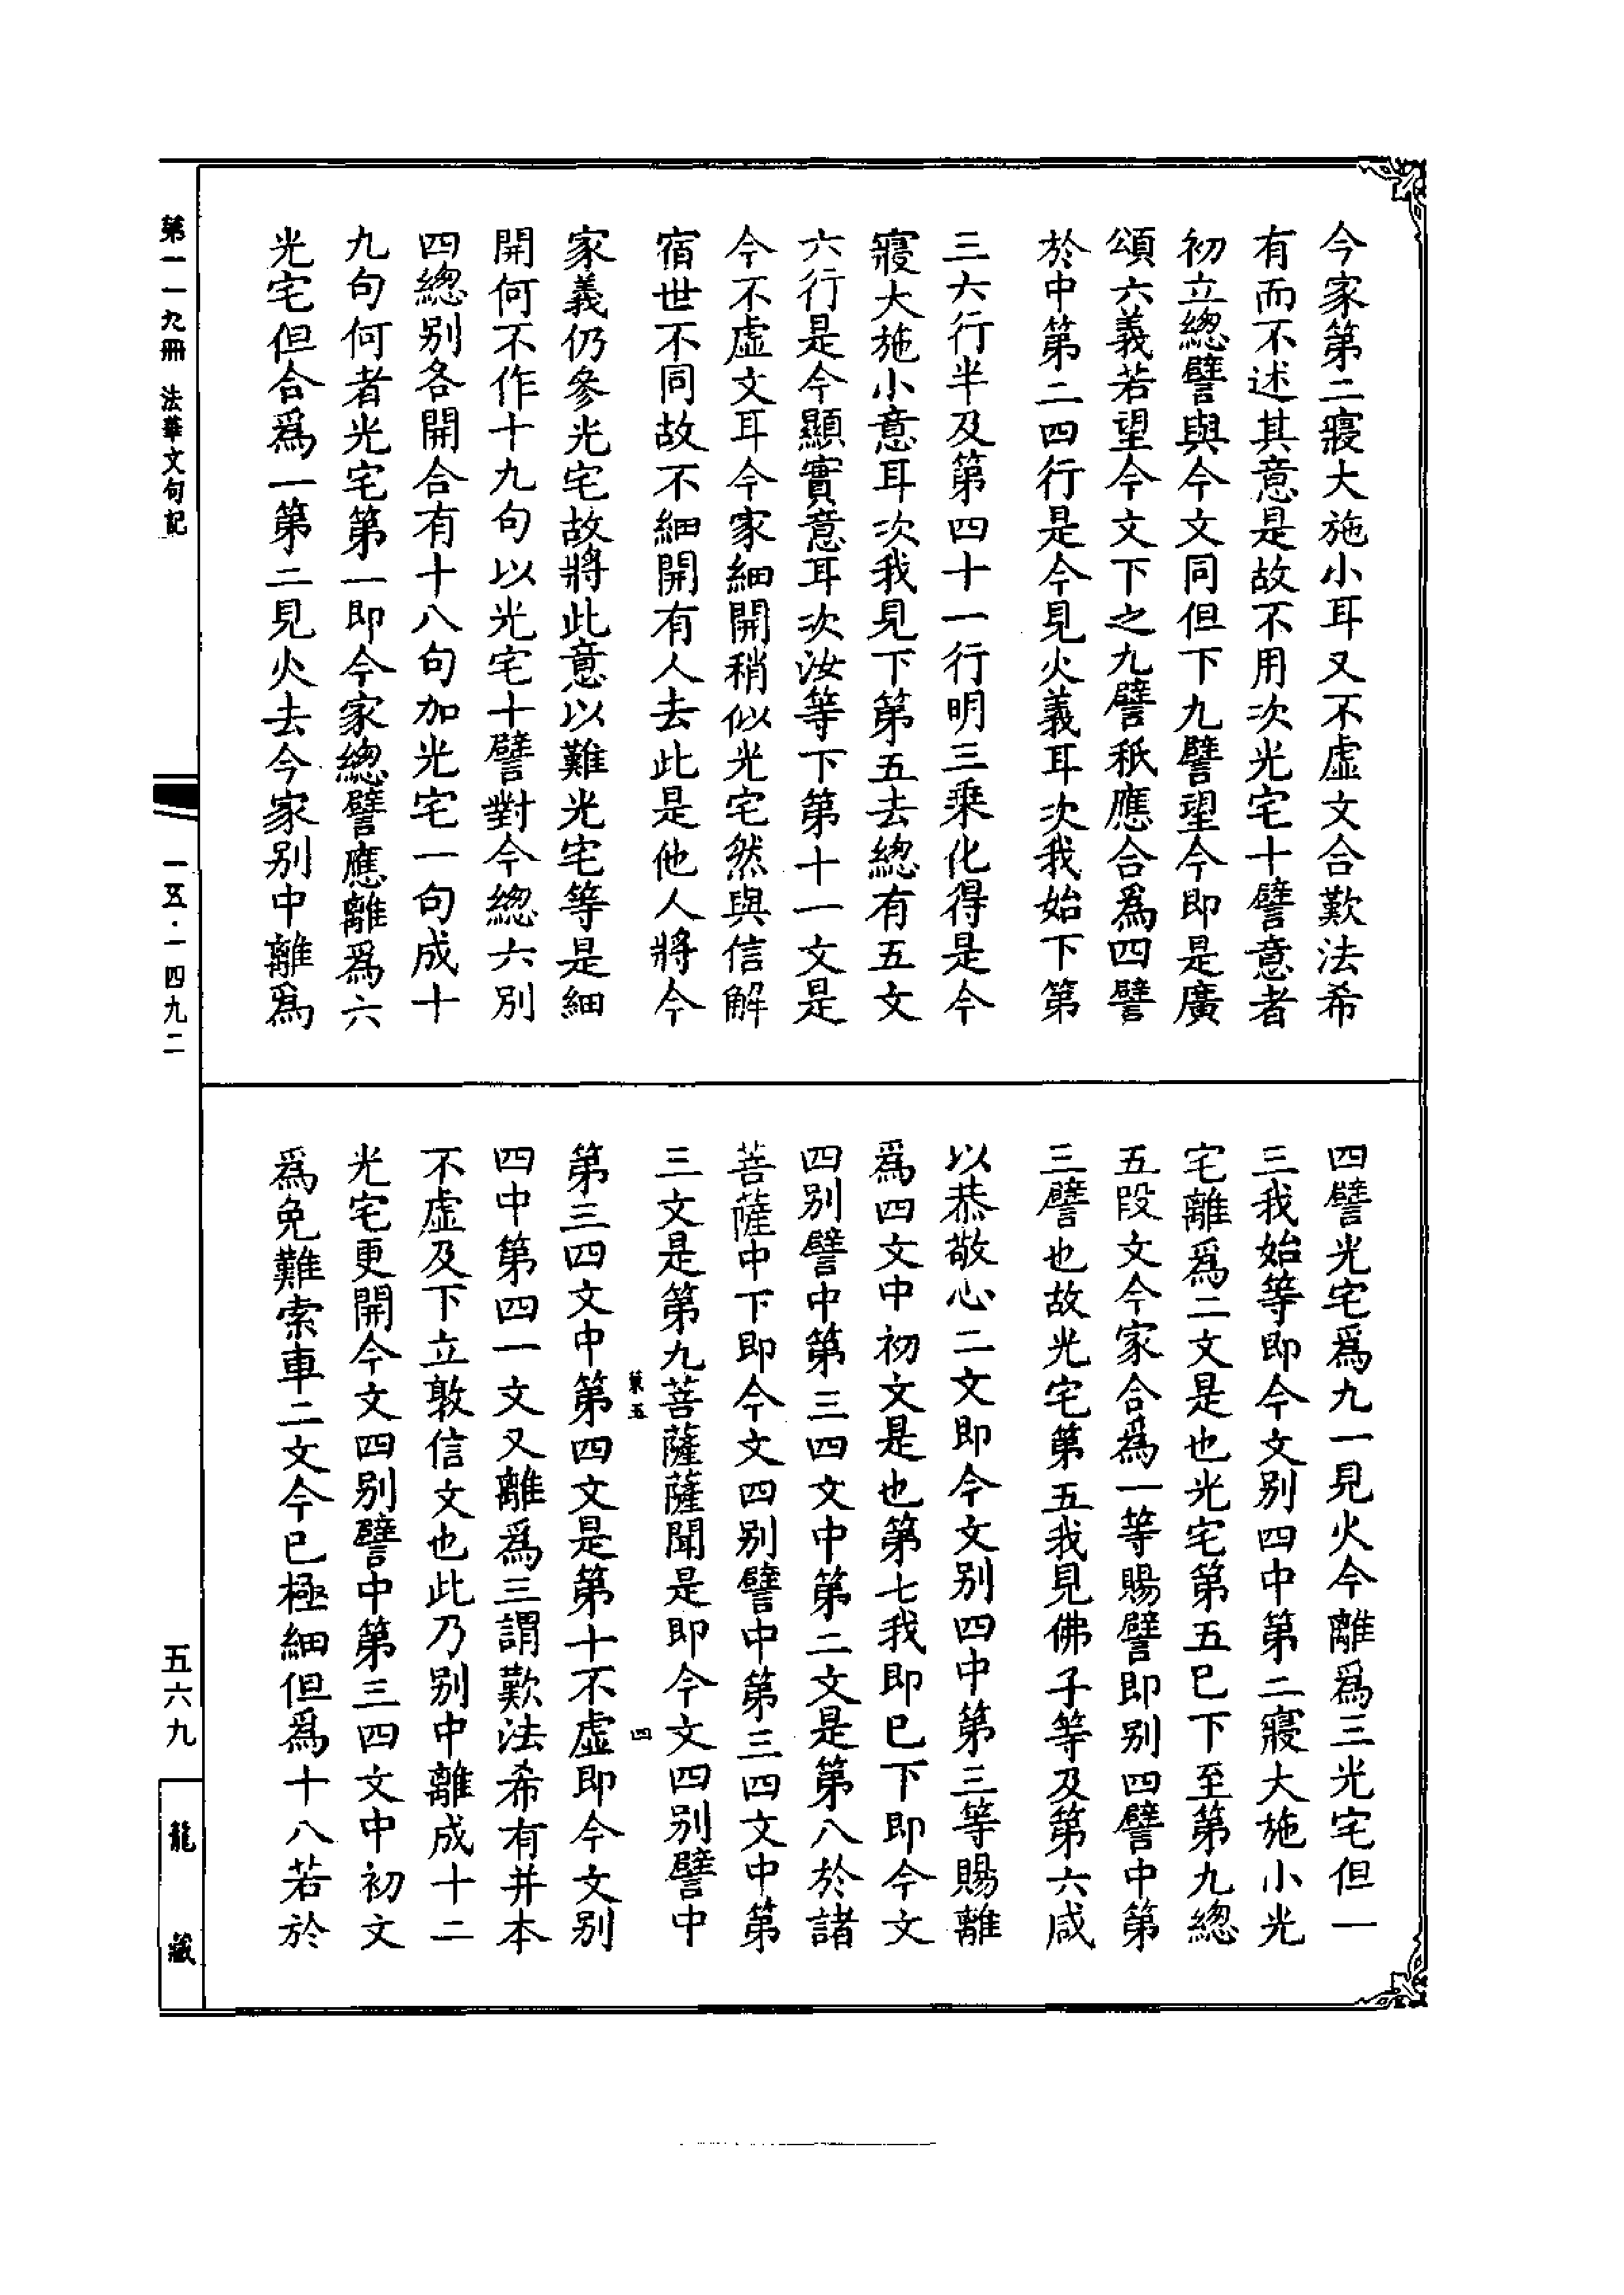 今家第二寢大施小耳又不虛文合歎法希
有而不述其意是故不用次光宅十譬意者
初立總譬與今文同但下九譬望今即是廣
頌六義若望今文下之九譬秖應合爲四譬
於中第二四行是今見火義耳次我始下第
三六行半及第四十一行明三乘化得是今
寢大施小意耳次我見下第五去總有五文
六行是今顯實意耳次汝等下第十一文是
今不虛文耳今家細開稍似光宅然與信解
宿世不同故不細開有人去此是他人將今
家義仍參光宅故將此意以難光宅等是細
開何不作十九句以光宅十譬對今總六別
四總別各開合有十八句加光宅一句成十
九句何者光宅第一即今家總譬應離爲六
光宅但合爲一第二見火去今家別中離爲
四譬光宅爲九一見火今離爲三光宅但一
三我始等即今文別四中第二寢大施小光
宅離爲二文是也光宅第五已下至第九總
五段文今家合爲一等賜譬即別四譬中第
三譬也故光宅第五我見佛子等及第六咸
以恭敬心二文即今文別四中第三等賜離
爲四文中初文是也第七我即已下即今文
四別譬中第三四文中第二文是第八於諸
菩薩中下即今文四別譬中第三四文中第
三文是第九菩薩薩聞是即今文四別譬中
第三四文中第四文是第十不虛即今文別
四中第四一文又離爲三謂歎法希有并本
不虛及下立敦信文也此乃別中離成十二
光宅更開今文四別譬中第三四文中初文
爲免難索車二文今已極細但爲十八若於
第五
四
第一一九冊 法華文句記
一五·一四九二
五六九
龍藏